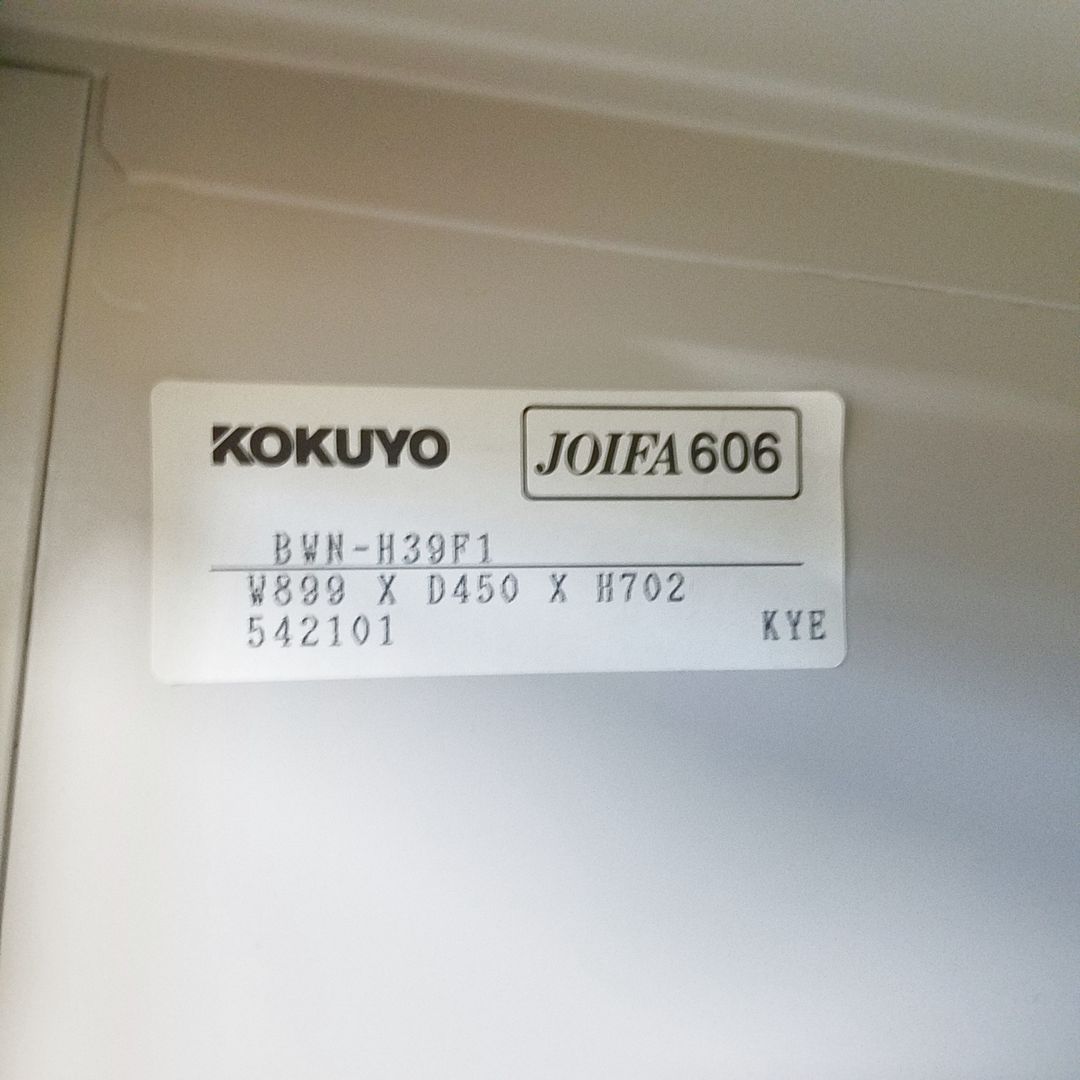 KOKUYO JOIFA 606
BWN-H39F1
W899 X D450 X H702
542101 KYE